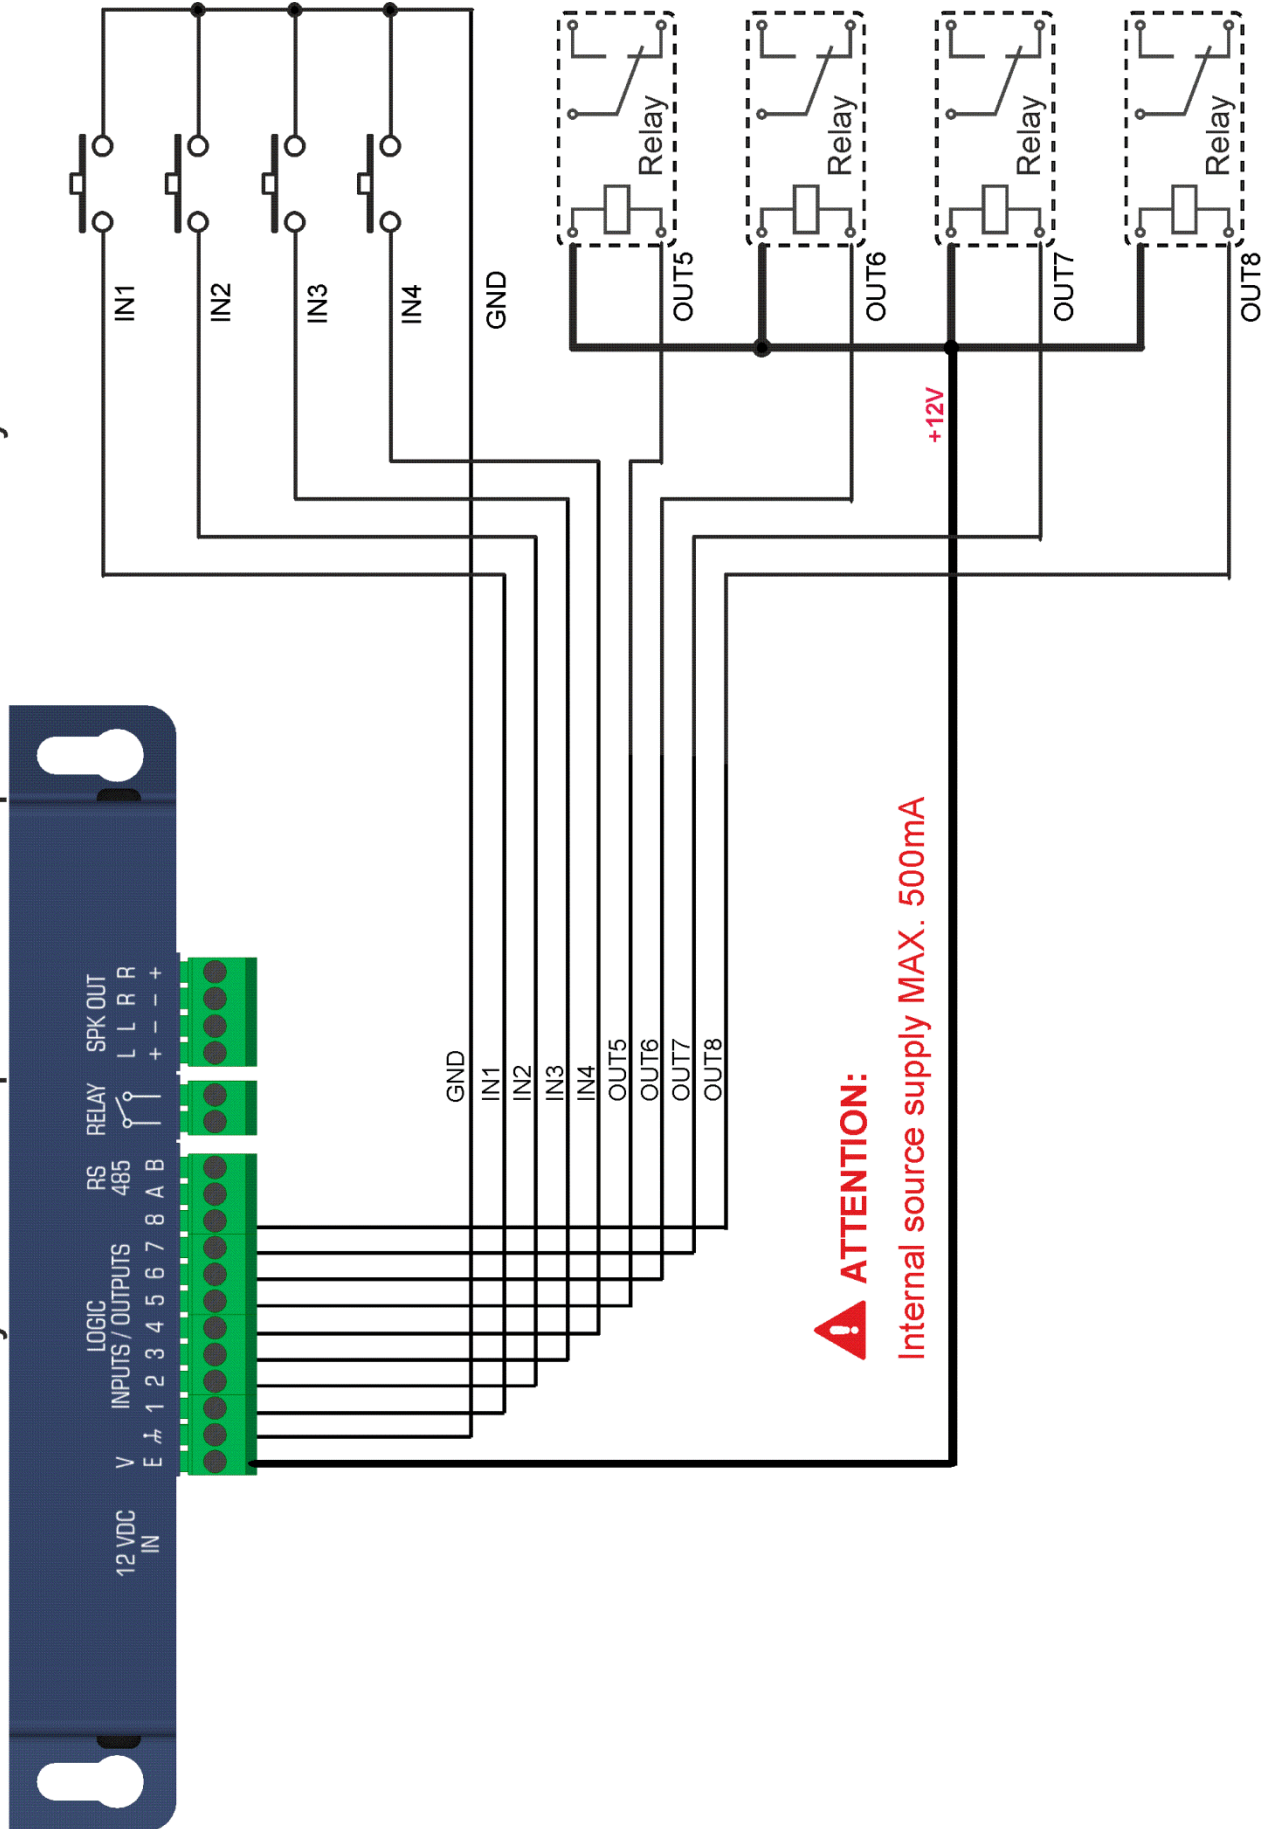 12 VDC
IN
V
E
LOGIC
INPUTS / OUTPUTS
1 2 3 4 5 6 7 8
RS
485
A B
RELAY
SPK OUT
L L R R
+ - - +
GND
IN1
IN2
IN3
IN4
OUT5
OUT6
OUT7
OUT8
IN1
IN2
IN3
IN4
GND
OUT5
OUT6
OUT7
OUT8
Relay
Relay
Relay
Relay
+12V
ATTENTION:
Internal source supply MAX. 500mA